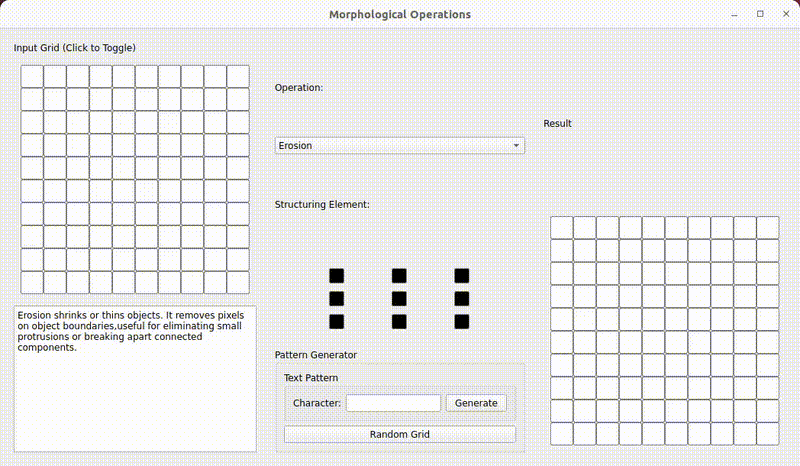 Morphological Operations
Input Grid (Click to Toggle)
Operation:
Erosion
Structuring Element:
Result
Erosion shrinks or thins objects. It removes pixels
on object boundaries,useful for eliminating small
protrusions or breaking apart connected
components.
Pattern Generator
Text Pattern
Character:
Generate
Random Grid